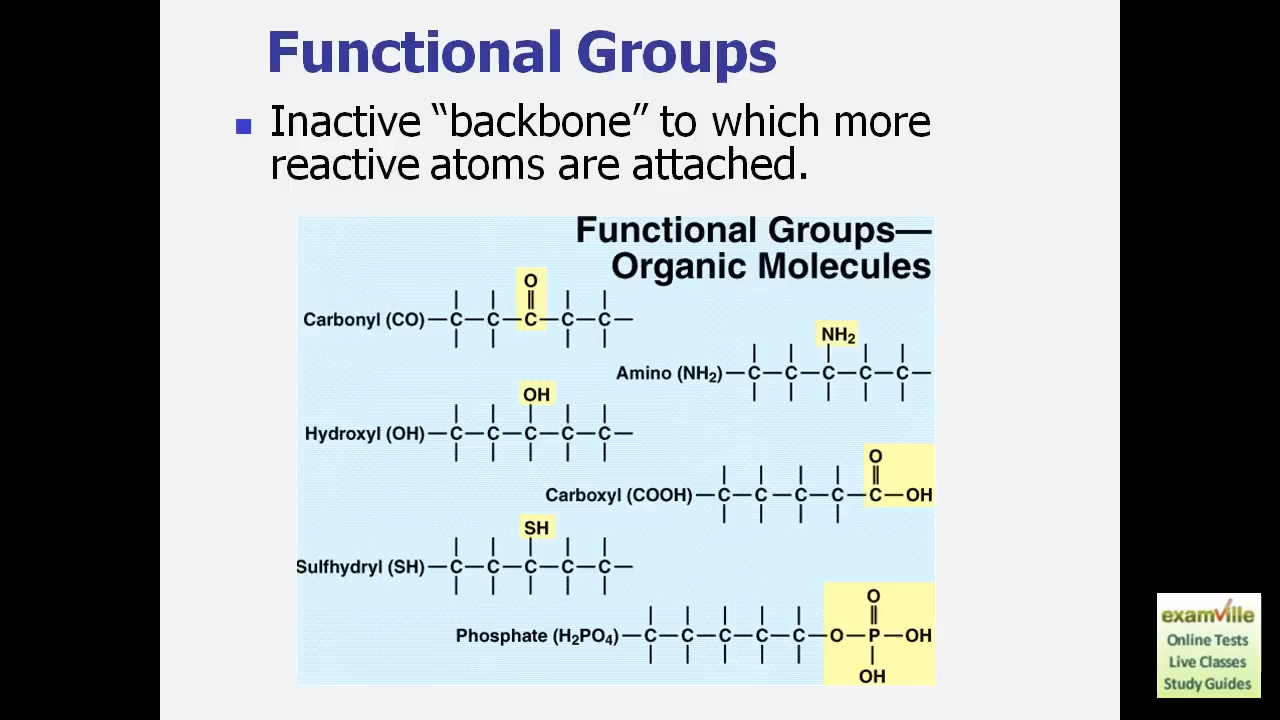 Functional Groups
Inactive “backbone” to which more
reactive atoms are attached.
Functional Groups—
Organic Molecules
O
Carbonyl (CO) C C C C C
NH₂
Amino (NH₂) C C C C C
OH
Hydroxyl (OH) C C C C C
O
Carboxyl (COOH) C C C C C OH
SH
Sulfhydryl (SH) C C C C C
O
Phosphate (H₂PO₄) C C C C C O P OH
OH
examville
Online Tests
Live Classes
Study Guides